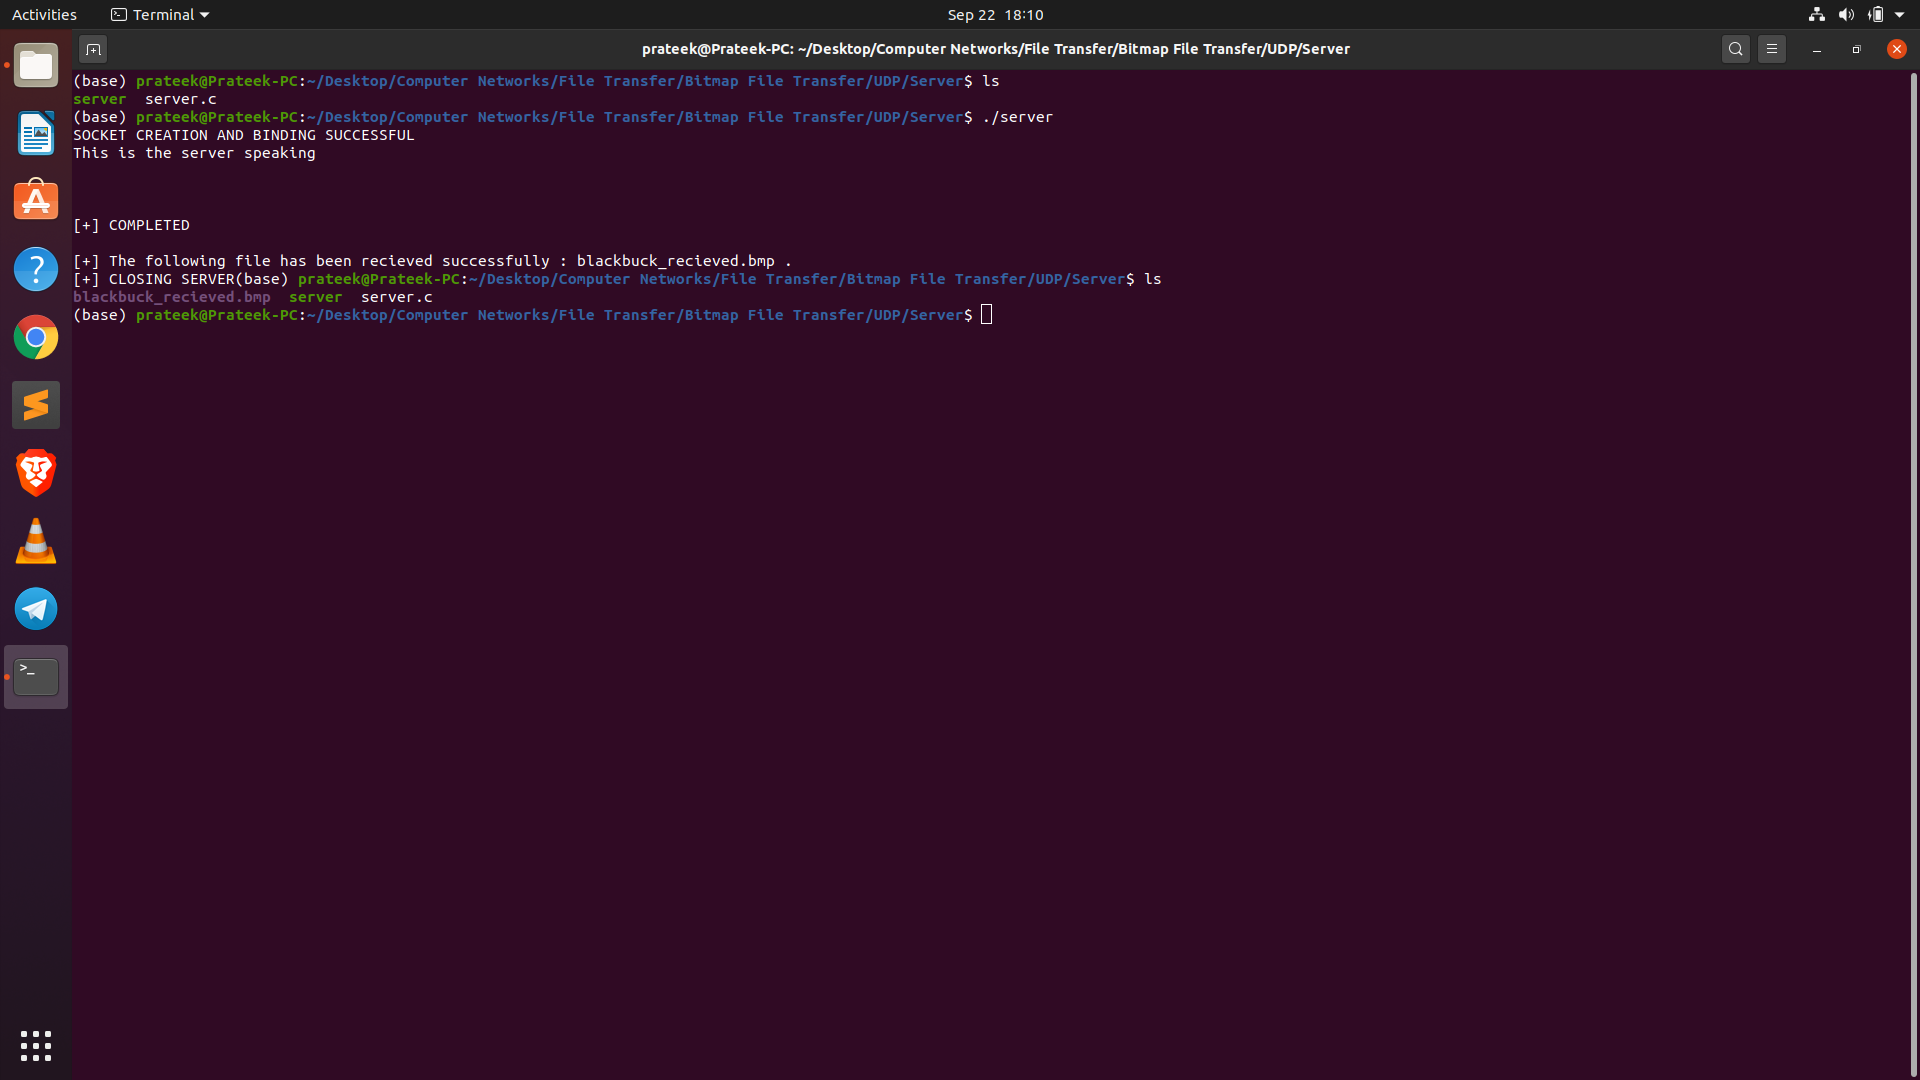 Activities Terminal Sep 22 18:10
prateek@Prateek-PC: ~/Desktop/Computer Networks/File Transfer/Bitmap File Transfer/UDP/Server
(base) prateek@Prateek-PC:~/Desktop/Computer Networks/File Transfer/Bitmap File Transfer/UDP/Server$ ls
server  server.c
(base) prateek@Prateek-PC:~/Desktop/Computer Networks/File Transfer/Bitmap File Transfer/UDP/Server$ ./server
SOCKET CREATION AND BINDING SUCCESSFUL
This is the server speaking
[+] COMPLETED
[+] The following file has been recieved successfully : blackbuck_recieved.bmp .
[+] CLOSING SERVER(base) prateek@Prateek-PC:~/Desktop/Computer Networks/File Transfer/Bitmap File Transfer/UDP/Server$ ls
blackbuck_recieved.bmp  server  server.c
(base) prateek@Prateek-PC:~/Desktop/Computer Networks/File Transfer/Bitmap File Transfer/UDP/Server$